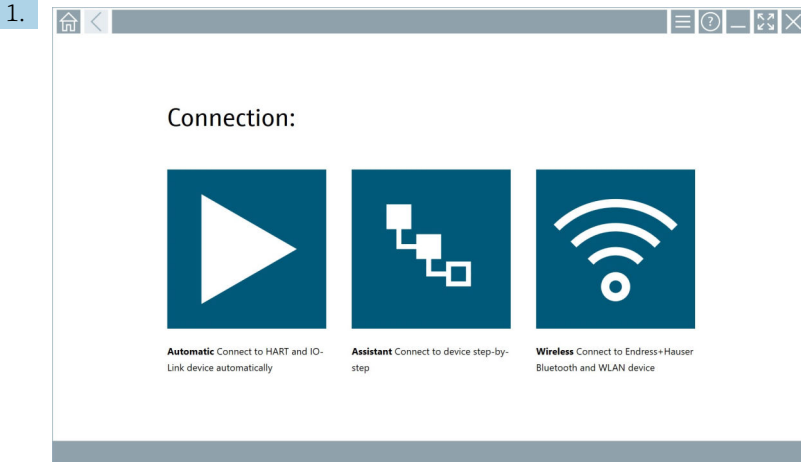 1.
?
Connection:
Automatic Connect to HART and IO-
Link device automatically
Assistant Connect to device step-by-
step
Wireless Connect to Endress+Hauser
Bluetooth and WLAN device